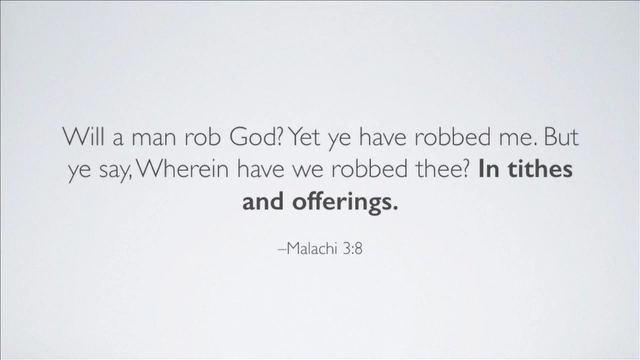 Will a man rob God? Yet ye have robbed me. But
ye say, Wherein have we robbed thee? In tithes
and offerings.
–Malachi 3:8